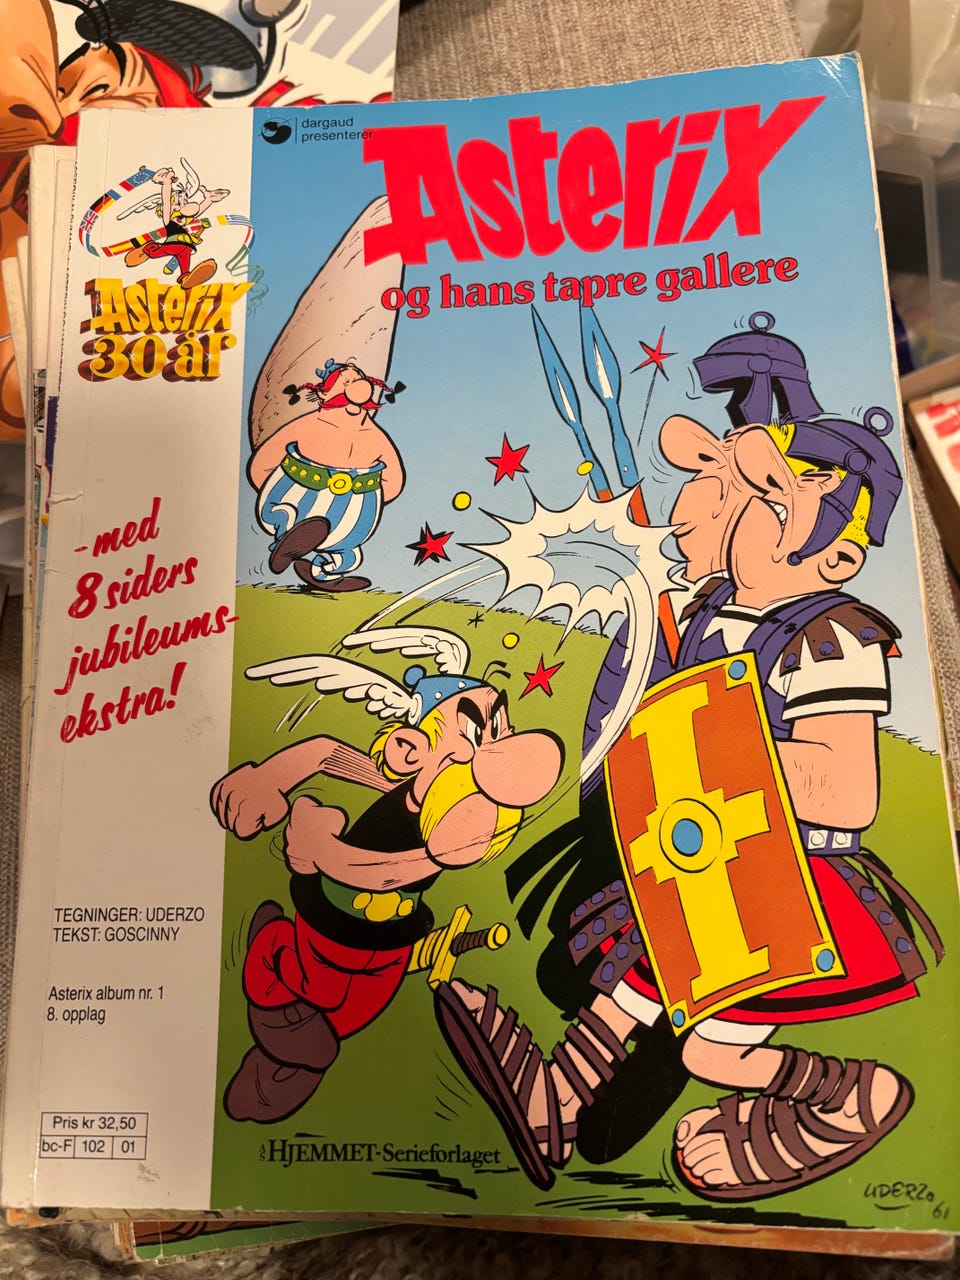 dargaud
presenterer
Asterix
og hans tapre gallere
Asterix
30 år
- med
8 siders
jubileums-
ekstra!
TEGNINGER: UDERZO
TEKST: GOSCINNY
Asterix album nr. 1
8. opplag
Pris kr 32,50
bc-F 102 01
A/S HJEMMET-Serieforlaget
UDERZO
61